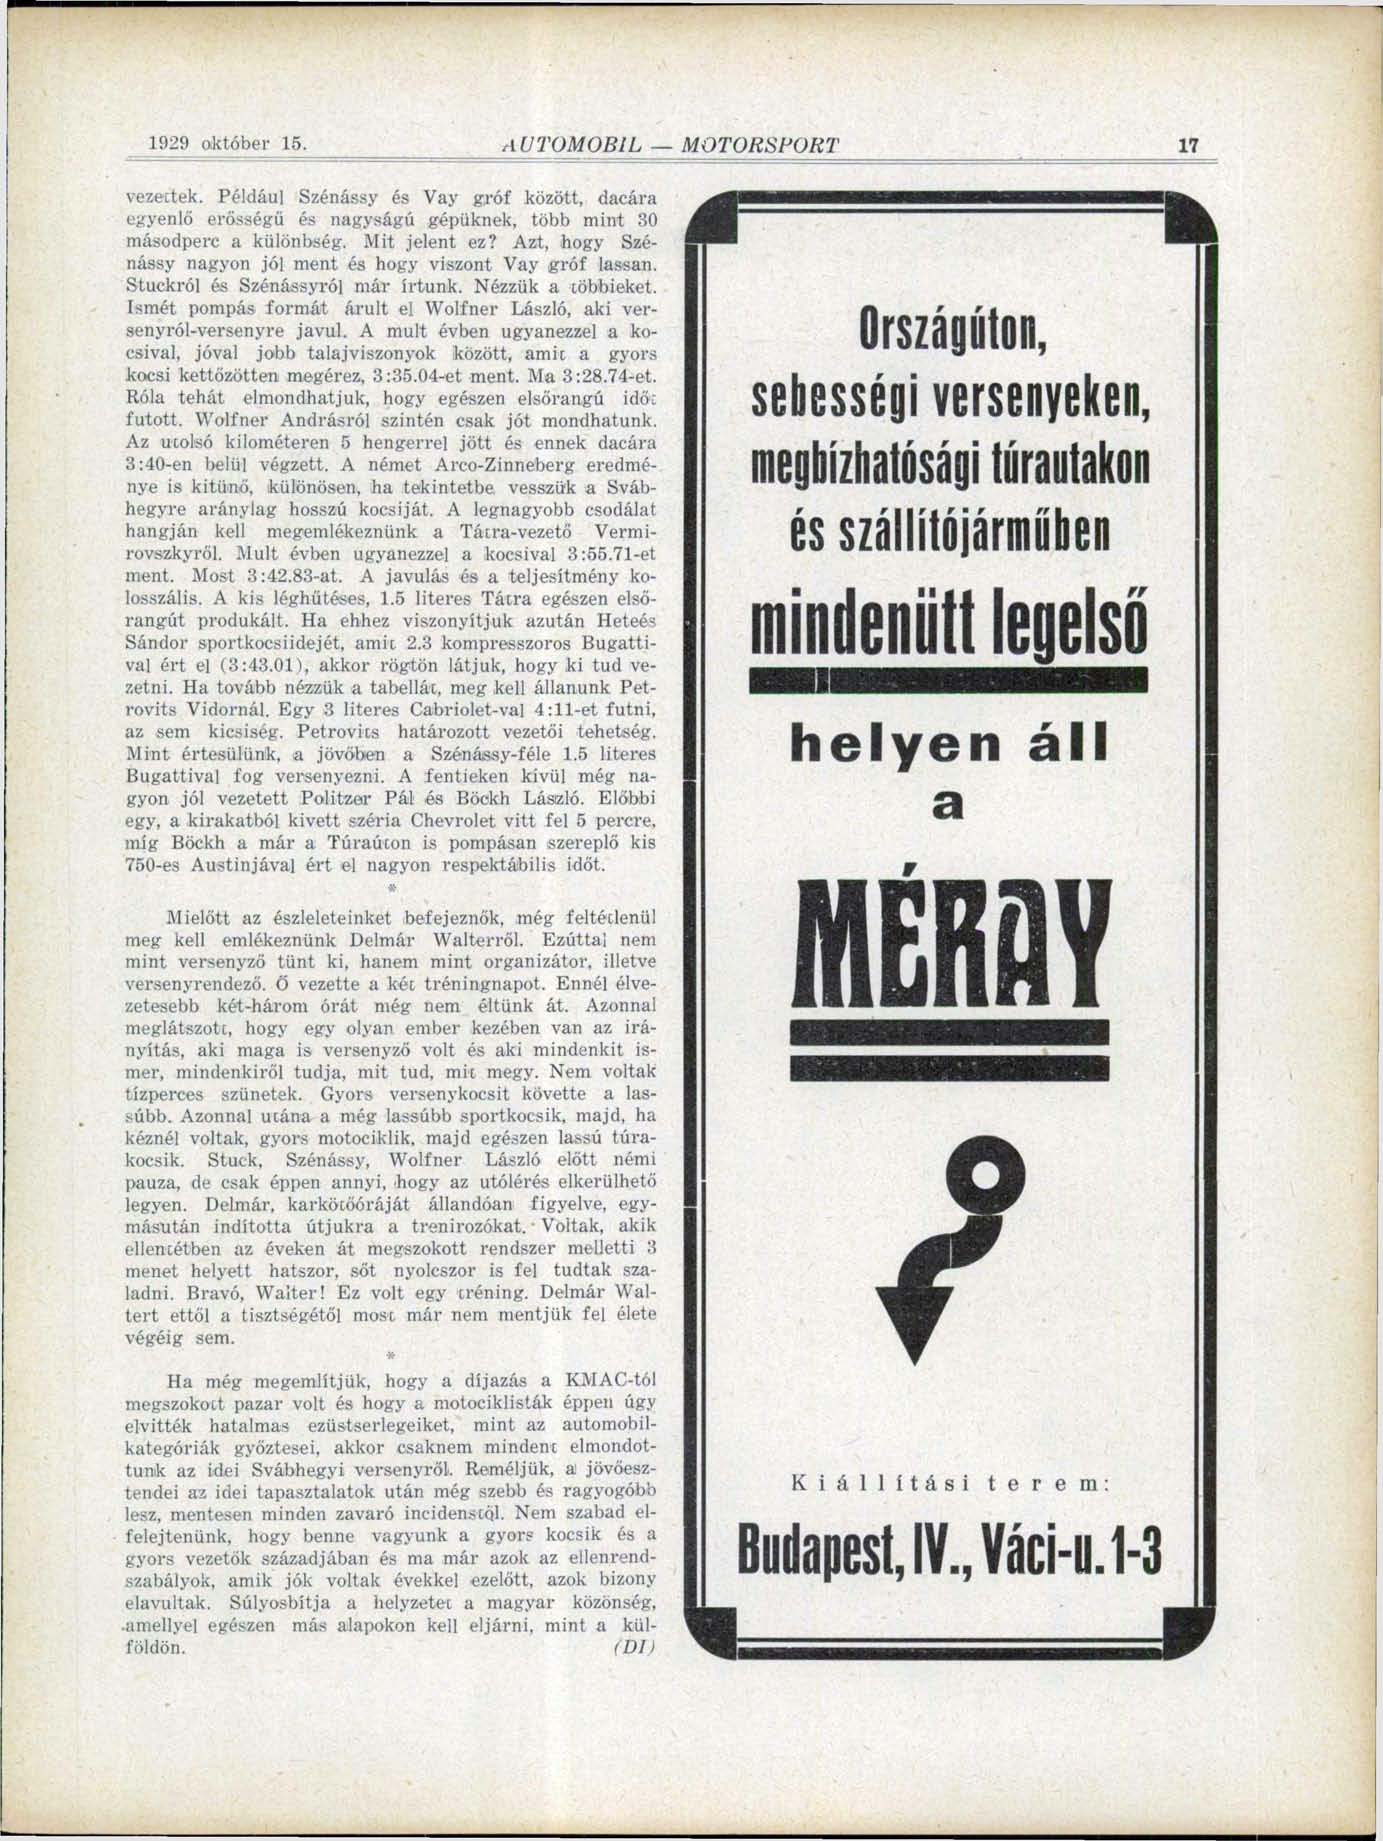 1929 október 15.
AUTOMOBIL — MOTORSPORT
17
vezettek. Például Szénássy és Vay gróf között, dacára
egyenlő erősségű és nagyságú gépüknek, több mint 30
másodperc a különbség. Mit jelent ez? Azt, hogy Szé-
nássy nagyon jól ment és hogy viszont Vay gróf lassan.
Stuckról és Szénássyról már írtunk. Nézzük a többieket.
Ismét pompás formát árult el Wolfner László, aki ver-
senyról-versenyre javul. A mult évben ugyanezzel a ko-
csival, jóval jobb talajviszonyok között, amit a gyors
kocsi kettőzötten megérez, 3:35.04-et ment. Ma 3:28.74-et.
Róla tehát elmondhatjuk, hogy egészen elsőrangú időt
futott. Wolfner Andrásról szintén csak jót mondhatunk.
Az utolsó kilométeren 5 hengerrel jött és ennek dacára
3:40-en belül végzett. A német Arco-Zinneberg eredmé-
nye is kitünő, különösen, ha tekintetbe vesszük a Sváb-
hegyre aránylag hosszú kocsiját. A legnagyobb csodálat
hangján kell megemlékeznünk a Tátra-vezető Vermi-
rovszkyról. Mult évben ugyanezzel a kocsival 3:55.71-et
ment. Most 3:42.83-at. A javulás és a teljesítmény ko-
losszális. A kis léghűtéses, 1.5 literes Tátra egészen első-
rangút produkált. Ha ehhez viszonyítjuk azután Heteés
Sándor sportkocsiidejét, amit 2.3 kompresszoros Bugatti-
val ért el (3:43.01), akkor rögtön látjuk, hogy ki tud ve-
zetni. Ha tovább nézzük a tabellát, meg kell állanunk Pet-
rovits Vidornál. Egy 3 literes Cabriolet-val 4:11-et futni,
az sem kicsiség. Petrovits határozott vezetői tehetség.
Mint értesülünk, a jövőben a Szénássy-féle 1.5 literes
Bugattival fog versenyezni. A fentieken kívül még na-
gyon jól vezetett Politzer Pál és Böckh László. Előbbi
egy, a kirakatból kivett széria Chevrolet vitt fel 5 percre,
míg Böckh a már a Túraúton is pompásan szereplő kis
750-es Austinjával ért el nagyon respektábilis időt.
*
Mielőtt az észleleteinket befejeznők, még feltétlenül
meg kell emlékeznünk Delmár Walterről. Ezúttal nem
mint versenyző tünt ki, hanem mint organizátor, illetve
versenyrendező. Ő vezette a két tréningnapot. Ennél élve-
zetesebb két-három órát még nem éltünk át. Azonnal
meglátszott, hogy egy olyan ember kezében van az irá-
nyítás, aki maga is versenyző volt és aki mindenkit is-
mer, mindenkiről tudja, mit tud, mit megy. Nem voltak
tízperces szünetek. Gyors versenykocsit követte a las-
súbb. Azonnal utána a még lassúbb sportkocsik, majd, ha
kéznél voltak, gyors motociklik, majd egészen lassú túra-
kocsik. Stuck, Szénássy, Wolfner László előtt némi
pauza, de csak éppen annyi, hogy az utólérés elkerülhető
legyen. Delmár, karkötőóráját állandóan figyelve, egy-
másután indította útjukra a trenirozókat. Voltak, akik
ellentétben az éveken át megszokott rendszer melletti 3
menet helyett hatszor, sőt nyolcszor is fel tudtak sza-
ladni. Bravó, Walter! Ez volt egy tréning. Delmár Wal-
tert ettől a tisztségétől most már nem mentjük fel élete
végéig sem.
*
Ha még megemlítjük, hogy a díjazás a KMAC-tól
megszokott pazar volt és hogy a motociklisták éppen úgy
elvitték hatalmas ezüstserlegeiket, mint az automobil-
kategóriák győztesei, akkor csaknem mindent elmondot-
tunk az idei Svábhegyi versenyről. Reméljük, a jövőesz-
tendei az idei tapasztalatok után még szebb és ragyogóbb
lesz, mentesen minden zavaró incidenstől. Nem szabad el-
felejtenünk, hogy benne vagyunk a gyors kocsik és a
gyors vezetők századjában és ma már azok az ellenrend-
szabályok, amik jók voltak évekkel ezelőtt, azok bizony
elavultak. Súlyosbítja a helyzetet a magyar közönség,
amellyel egészen más alapokon kell eljárni, mint a kül-
földön. (DI)
Országúton,
sebességi versenyeken,
megbízhatósági túrautakon
és szállítójárműben
mindenütt legelső
helyen áll
a
MÉRAY
Kiállítási terem:
Budapest, IV., Váci-u. 1-3